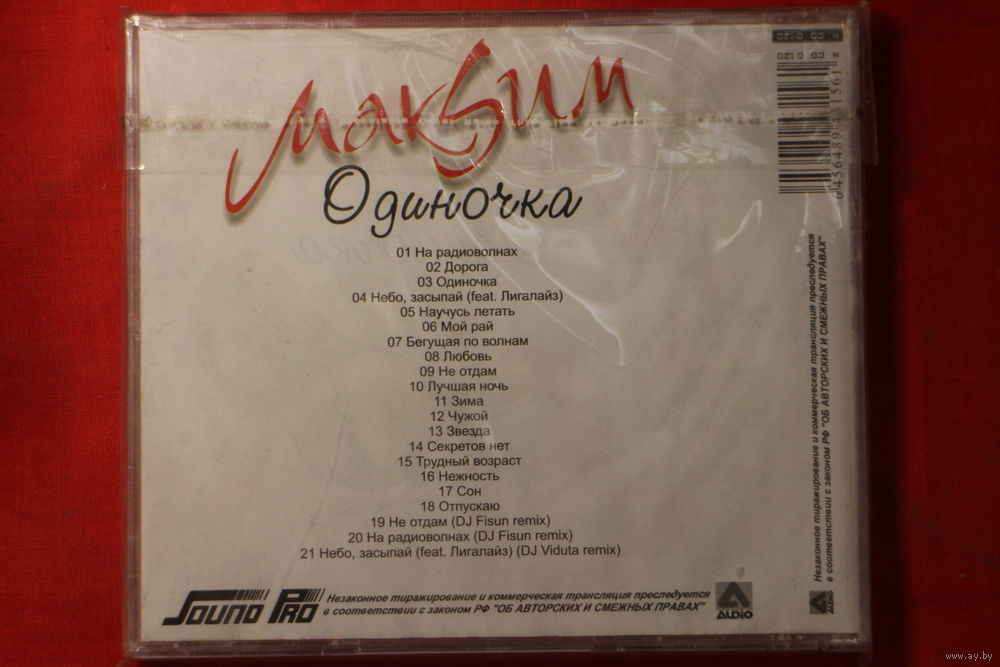 МакSим
Одиночка
01 На радиоволнах
02 Дорога
03 Одиночка
04 Небо, засыпай (feat. Лигалайз)
05 Научусь летать
06 Мой рай
07 Бегущая по волнам
08 Любовь
09 Не отдам
10 Лучшая ночь
11 Зима
12 Чужой
13 Звезда
14 Секретов нет
15 Трудный возраст
16 Нежность
17 Сон
18 Отпускаю
19 Не отдам (DJ Fisun remix)
20 На радиоволнах (DJ Fisun remix)
21 Небо, засыпай (feat. Лигалайз) (DJ Viduta remix)
SOUND PRO
Незаконное тиражирование и коммерческая трансляция преследуется
в соответствии с законом РФ "ОБ АВТОРСКИХ И СМЕЖНЫХ ПРАВАХ"
AUDIO
Незаконное тиражирование и коммерческая трансляция преследуется
в соответствии с законом РФ "ОБ АВТОРСКИХ И СМЕЖНЫХ ПРАВАХ"
AUDIO
www.ay.by